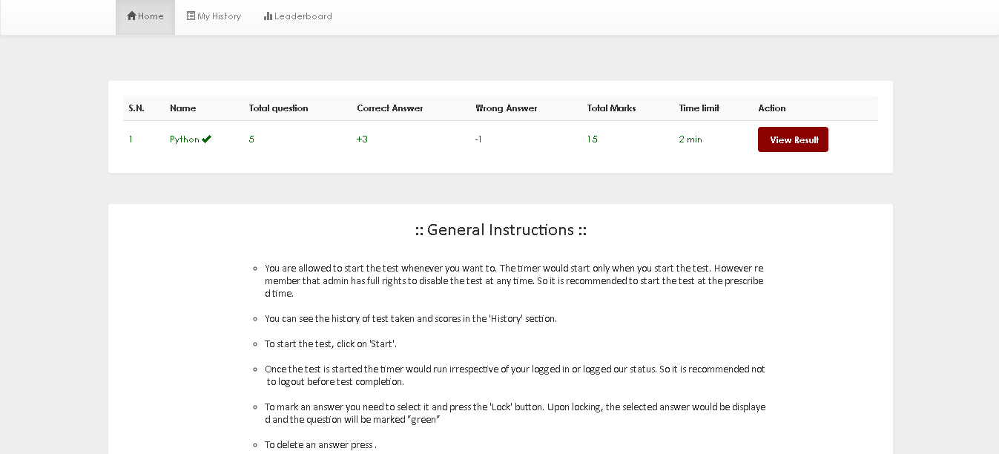 Home My History Leaderboard
S.N. Name Total question Correct Answer Wrong Answer Total Marks Time limit Action
1 Python 5 +3 -1 15 2 min View Result
:: General Instructions ::
You are allowed to start the test whenever you want to. The timer would start only when you start the test. However re
member that admin has full rights to disable the test at any time. So it is recommended to start the test at the prescribe
d time.
You can see the history of test taken and scores in the 'History' section.
To start the test, click on 'Start'.
Once the test is started the timer would run irrespective of your logged in or logged our status. So it is recommended not
to logout before test completion.
To mark an answer you need to select it and press the 'Lock' button. Upon locking, the selected answer would be displaye
d and the question will be marked "green"
To delete an answer press .